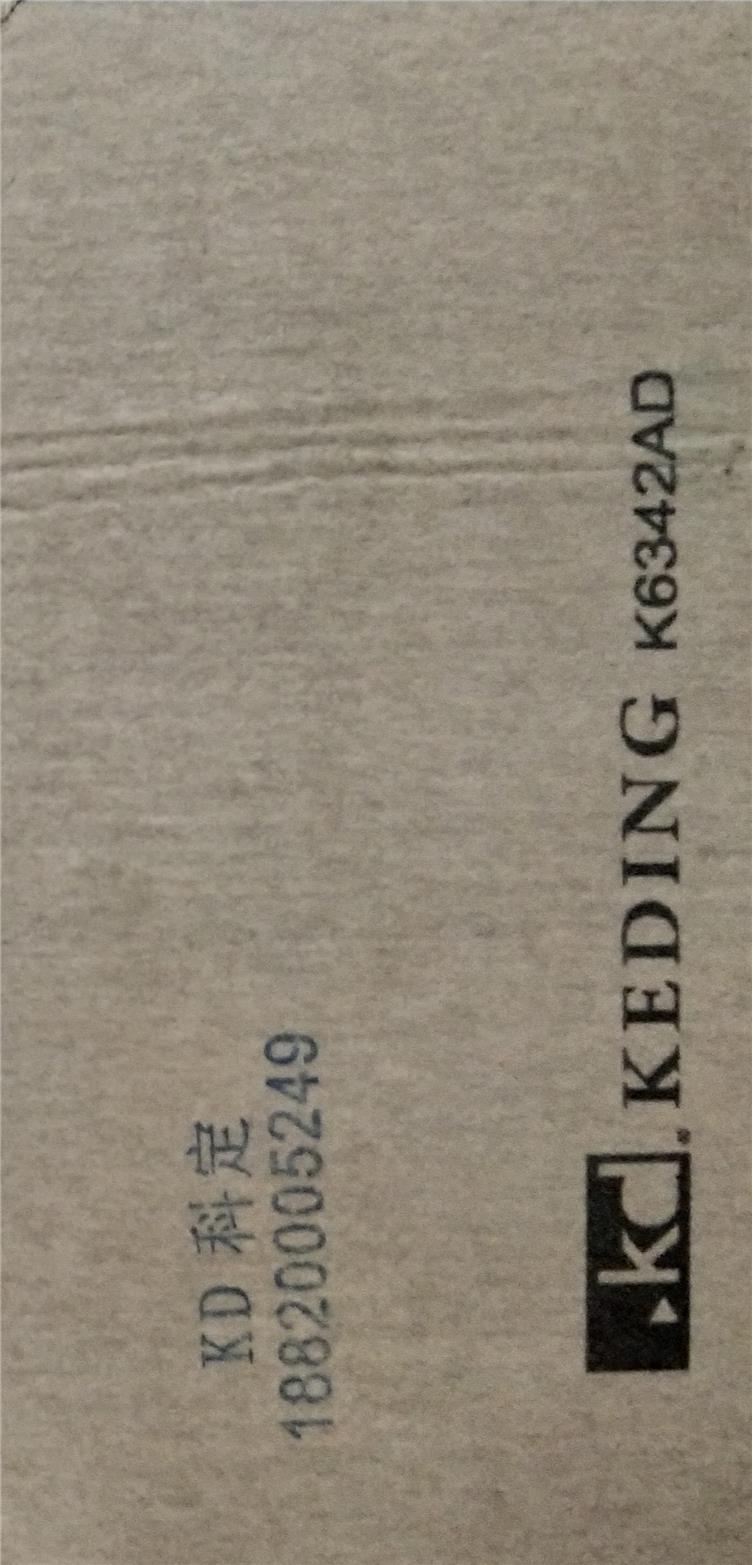 KD 科定
18820005249
kd® KEDING K6342AD